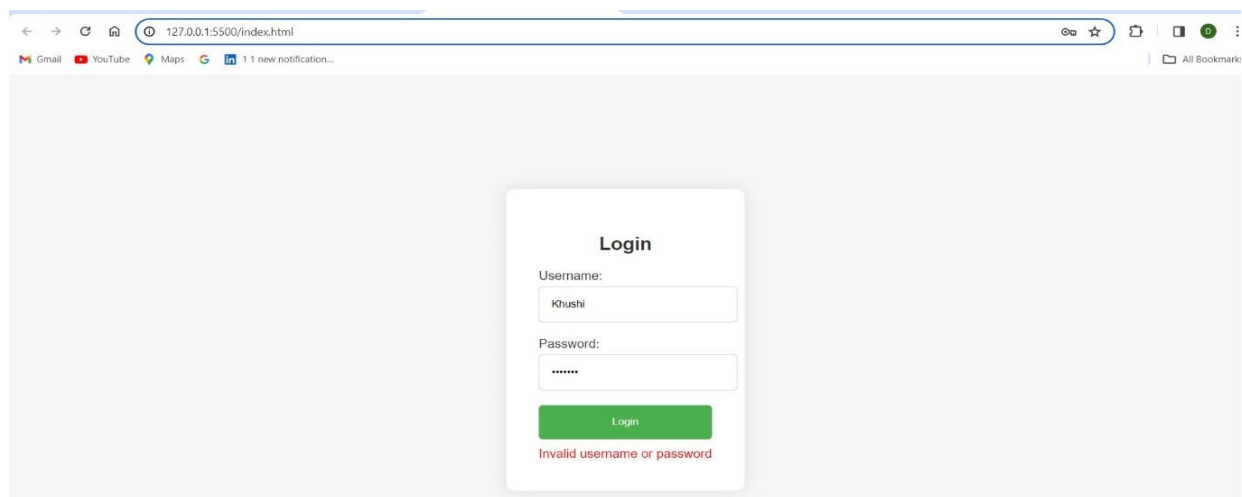 127.0.0.1:5500/index.html
D
Gmail YouTube Maps G in 1 1 new notification... All Bookmarks
Login
Username:
Khushi
Password:
•••••••
Login
Invalid username or password